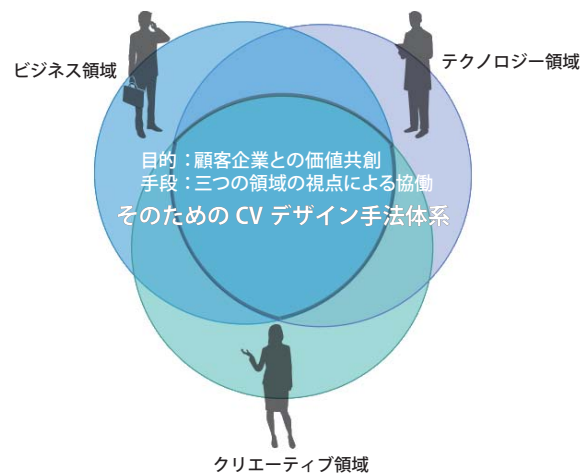 ビジネス領域
テクノロジー領域
目的：顧客企業との価値共創
手段：三つの領域の視点による協働
そのための CV デザイン手法体系
クリエーティブ領域